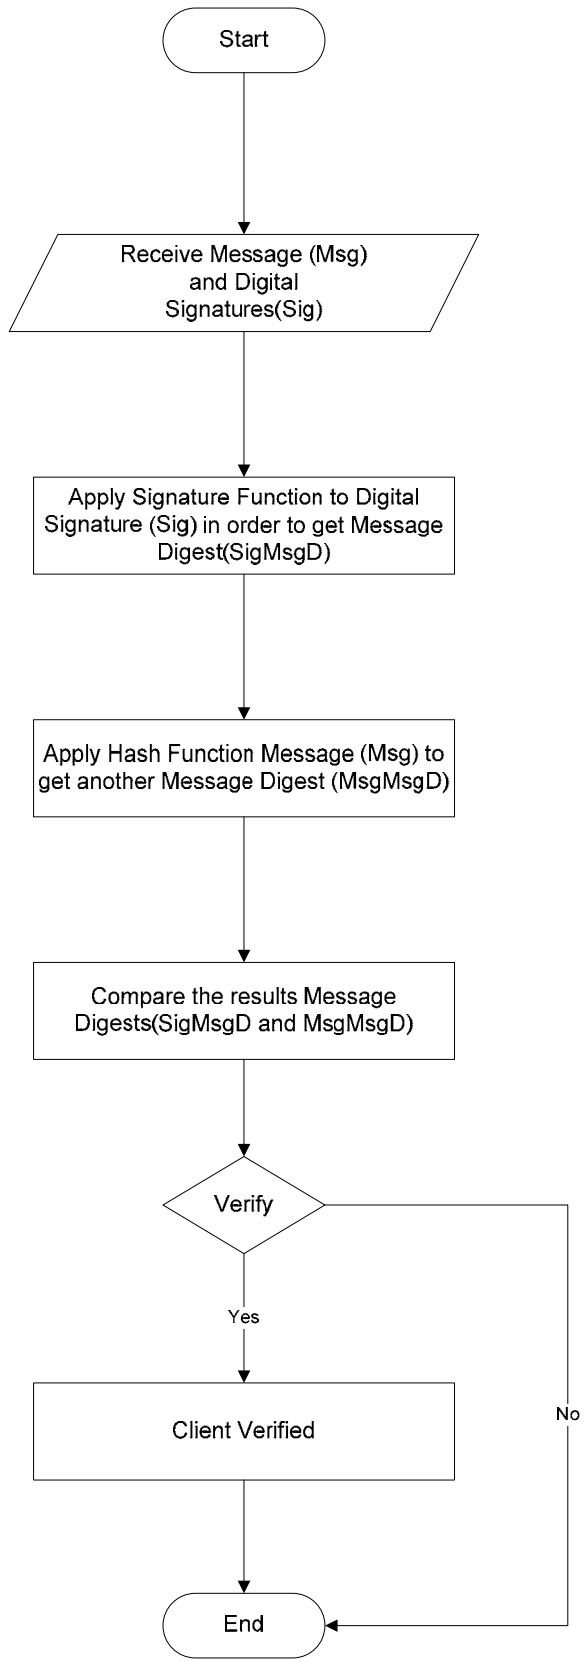 Start
Receive Message (Msg)
and Digital
Signatures(Sig)
Apply Signature Function to Digital
Signature (Sig) in order to get Message
Digest(SigMsgD)
Apply Hash Function Message (Msg) to
get another Message Digest (MsgMsgD)
Compare the results Message
Digests(SigMsgD and MsgMsgD)
Verify
Yes
Client Verified
No
End